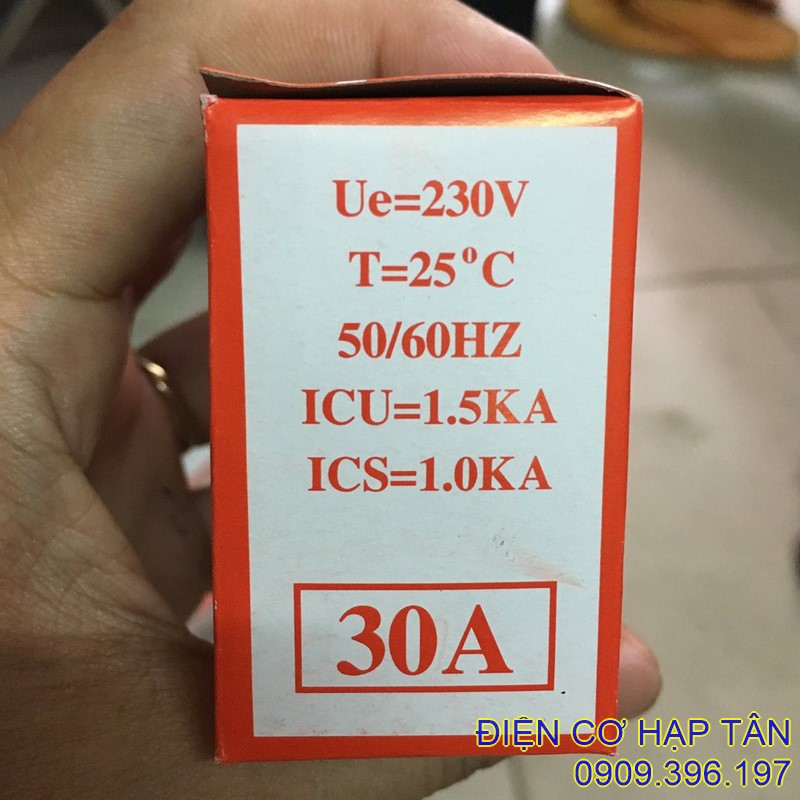 Ue=230V
T=25°C
50/60HZ
ICU=1.5KA
ICS=1.0KA
30A
ĐIỆN CƠ HẠP TÂN
0909.396.197